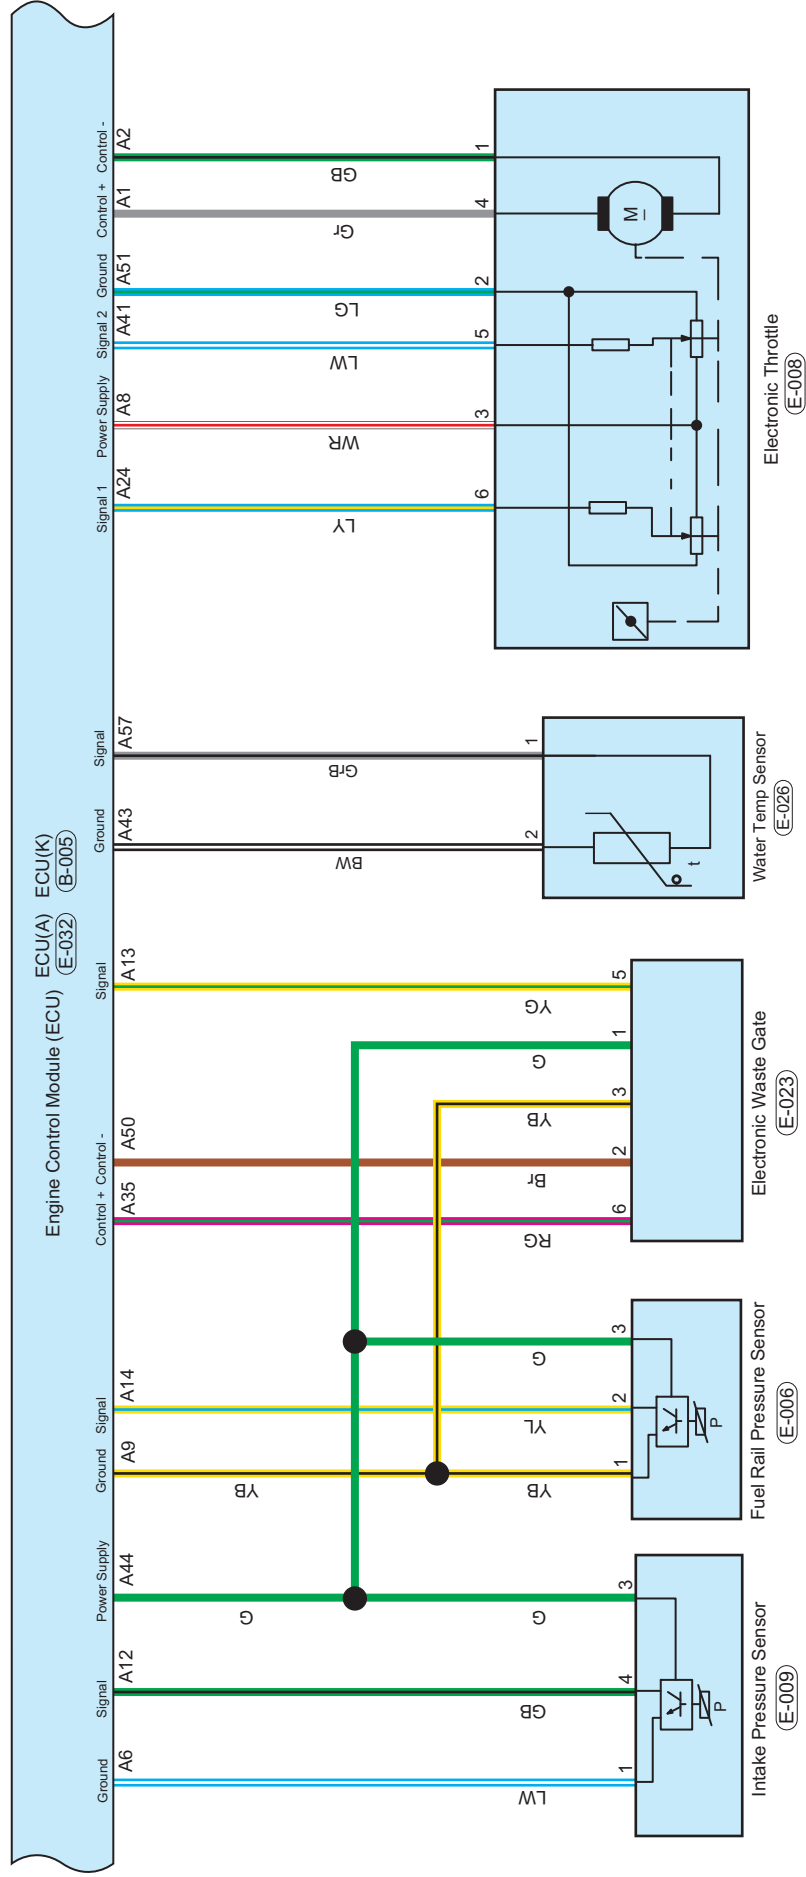 Engine Control Module (ECU)
ECU(A)
E-032
ECU(K)
B-005
Ground
Signal
Power Supply
Ground
Signal
Control +
Control -
Signal
Ground
Signal
Signal 1
Power Supply
Signal 2
Ground
Control +
Control -
A6
A12
A44
A9
A14
A35
A50
A13
A43
A57
A24
A8
A41
A51
A1
A2
LW
GB
G
G
YB
YB
YL
G
RG
Br
YB
G
YG
BW
GrB
LY
WR
LW
LG
Gr
GB
1
4
3
1
2
3
6
2
3
1
5
2
1
6
3
5
2
4
1
P
P
t
M
Intake Pressure Sensor
E-009
Fuel Rail Pressure Sensor
E-006
Electronic Waste Gate
E-023
Water Temp Sensor
E-026
Electronic Throttle
E-008